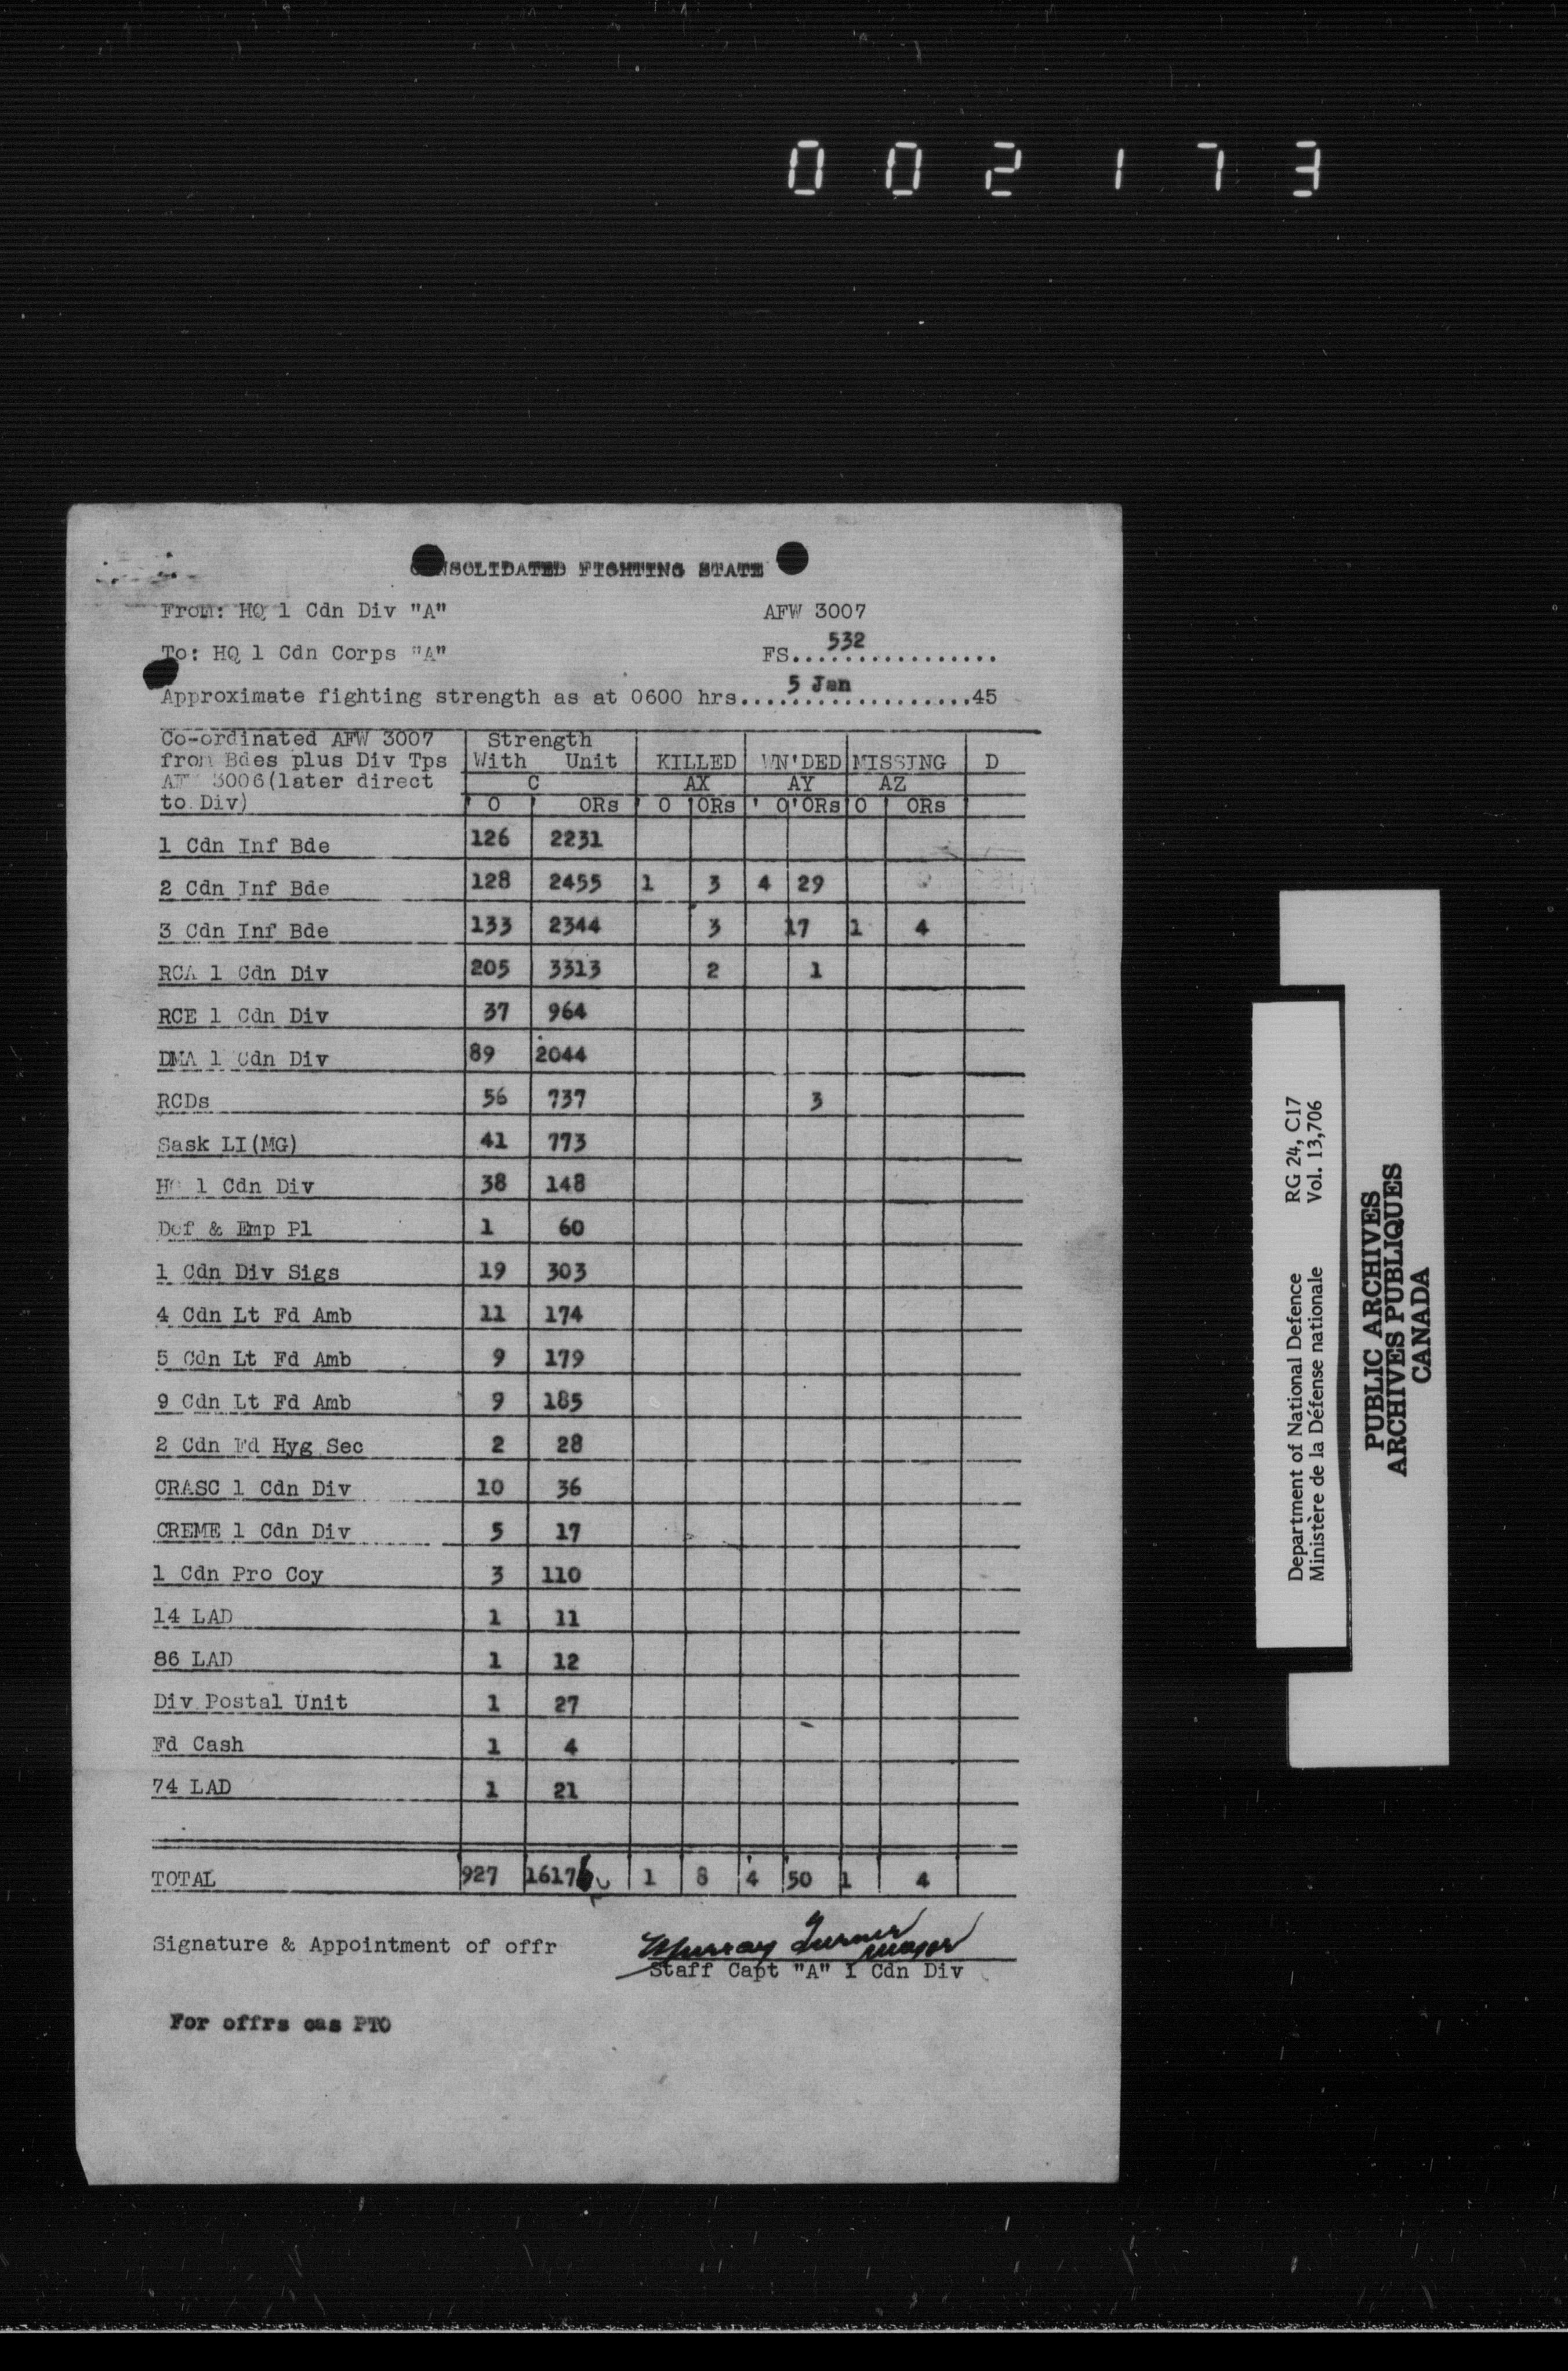 0 0 2 1 7 3
CONSOLIDATED FIGHTING STATE
From: HQ 1 Cdn Div "A" AFW 3007
To: HQ 1 Cdn Corps "A" FS...532..............
Approximate fighting strength as at 0600 hrs....5 Jan..............45
Co-ordinated AFW 3007 Strength
from Bdes plus Div Tps With Unit KILLED WN'DED MISSING D
AFW 3006(later direct C AX AY AZ
to Div) O ORs O ORs O ORs O ORs
1 Cdn Inf Bde 126 2231
2 Cdn Inf Bde 128 2455 1 3 4 29
3 Cdn Inf Bde 133 2344 3 17 1 4
RCA 1 Cdn Div 205 3313 2 1
RCE 1 Cdn Div 37 964
DMA 1 Cdn Div 89 2044
RCDs 56 737 3
Sask LI(MG) 41 773
HQ 1 Cdn Div 38 148
Def & Emp Pl 1 60
1 Cdn Div Sigs 19 303
4 Cdn Lt Fd Amb 11 174
5 Cdn Lt Fd Amb 9 179
9 Cdn Lt Fd Amb 9 185
2 Cdn Fd Hyg Sec 2 28
CRASC 1 Cdn Div 10 36
CREME 1 Cdn Div 5 17
1 Cdn Pro Coy 3 110
14 LAD 1 11
86 LAD 1 12
Div Postal Unit 1 27
Fd Cash 1 4
74 LAD 1 21
TOTAL 927 16176 1 8 4 50 1 4
Signature & Appointment of offr Murray Turner Major
Staff Capt "A" 1 Cdn Div
For offrs cas PTO
Department of National Defence RG 24, C17
Ministère de la Défense nationale Vol. 13,706
PUBLIC ARCHIVES
ARCHIVES PUBLIQUES
CANADA